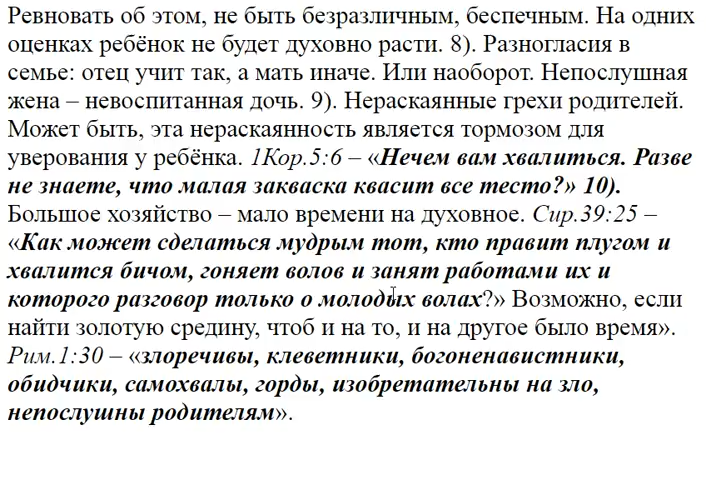 Ревновать об этом, не быть безразличным, беспечным. На одних
оценках ребёнок не будет духовно расти. 8). Разногласия в
семье: отец учит так, а мать иначе. Или наоборот. Непослушная
жена – невоспитанная дочь. 9). Нераскаянные грехи родителей.
Может быть, эта нераскаянность является тормозом для
уверования у ребёнка. 1Кор.5:6 – «Нечем вам хвалиться. Разве
не знаете, что малая закваска квасит все тесто?» 10).
Большое хозяйство – мало времени на духовное. Сир.39:25 –
«Как может сделаться мудрым тот, кто правит плугом и
хвалится бичом, гоняет волов и занят работами их и
которого разговор только о молодых волах?» Возможно, если
найти золотую средину, чтоб и на то, и на другое было время».
Рим.1:30 – «злоречивы, клеветники, богоненавистники,
обидчики, самохвалы, горды, изобретательны на зло,
непослушны родителям».